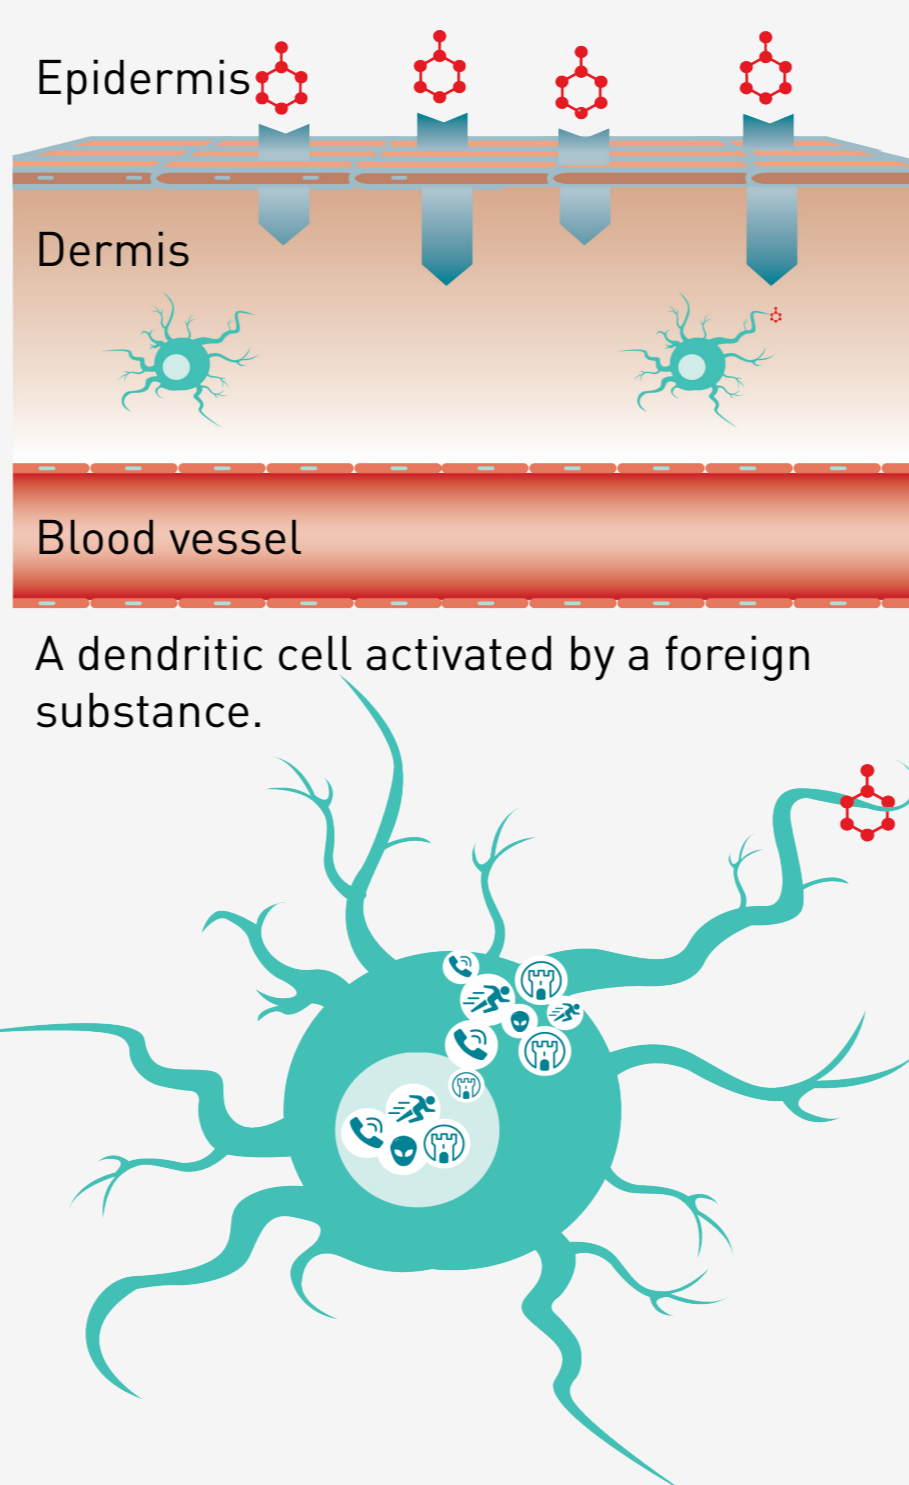 Epidermis
Dermis
Blood vessel
A dendritic cell activated by a foreign
substance.